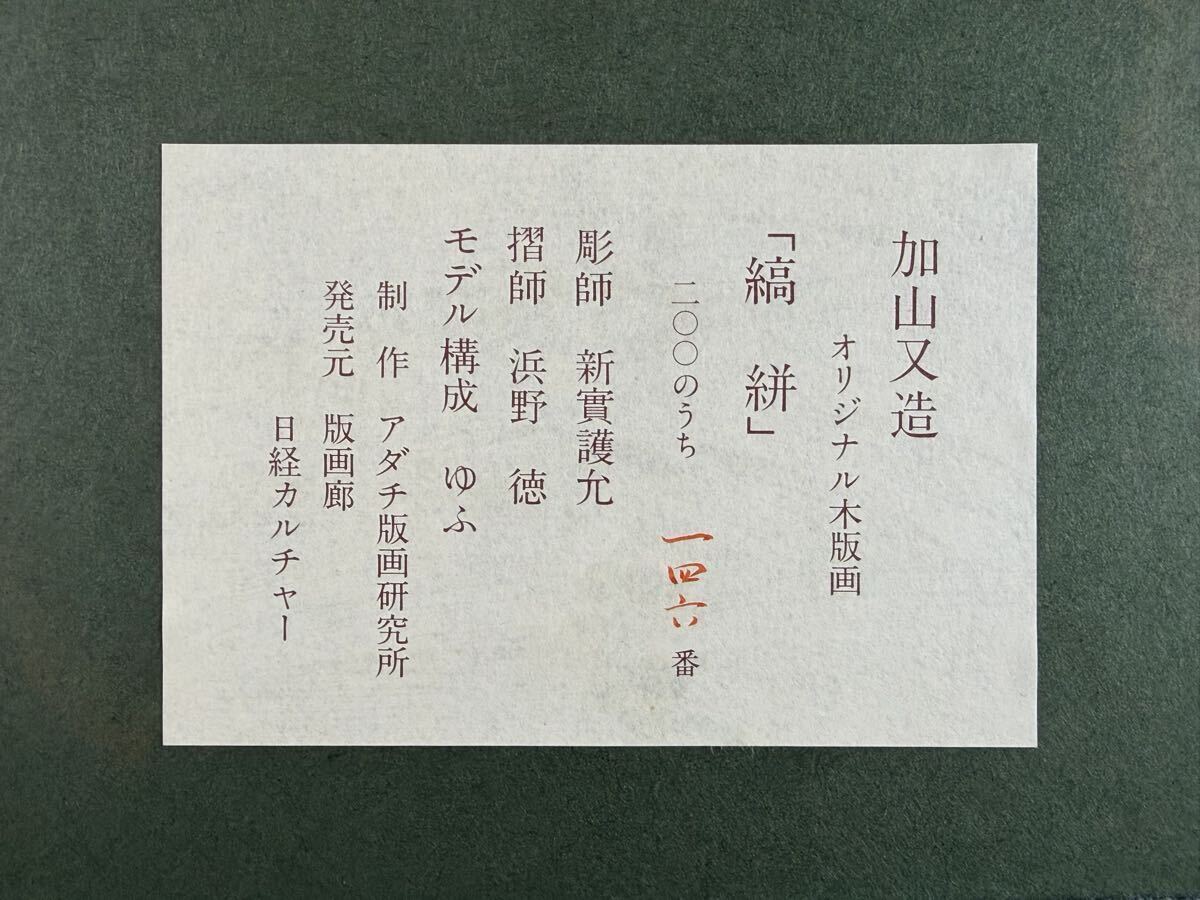 加山又造
オリジナル木版画
「縞 絣」
二〇〇のうち 一四六番
彫師 新實護允
摺師 浜野 徳
モデル構成 ゆふ
制 作 アダチ版画研究所
発売元 版画廊
日経カルチャー